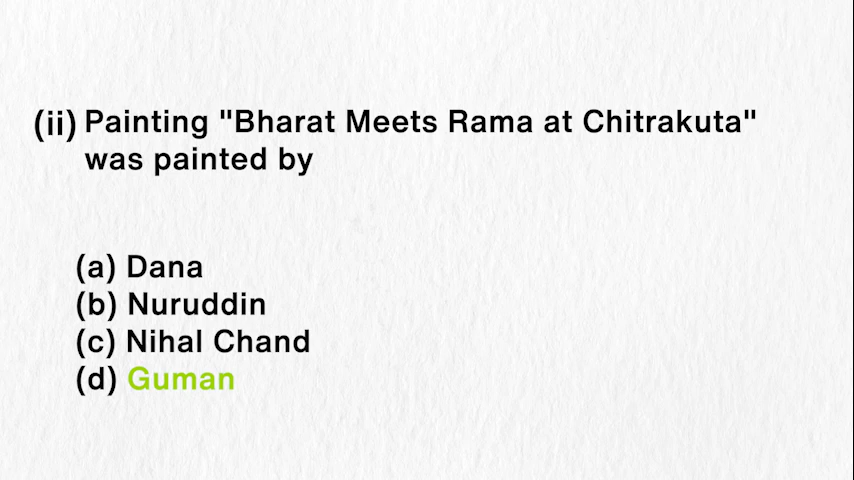 (ii) Painting "Bharat Meets Rama at Chitrakuta"
was painted by
(a) Dana
(b) Nuruddin
(c) Nihal Chand
(d) Guman